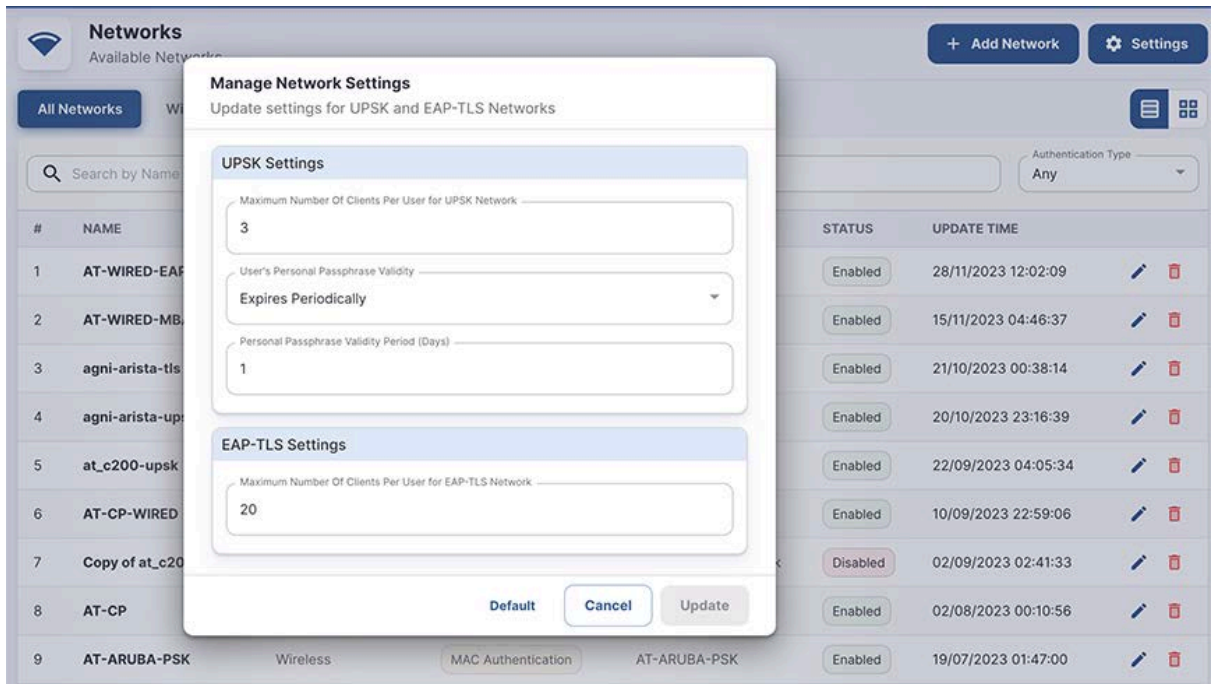 Networks
Available Networks
+ Add Network
Settings
All Networks
Manage Network Settings
Update settings for UPSK and EAP-TLS Networks
UPSK Settings
Maximum Number Of Clients Per User for UPSK Network
3
User's Personal Passphrase Validity
Expires Periodically
Personal Passphrase Validity Period (Days)
1
EAP-TLS Settings
Maximum Number Of Clients Per User for EAP-TLS Network
20
Default Cancel Update
Search by Name
Authentication Type
Any
# NAME STATUS UPDATE TIME
1 AT-WIRED-EAP Enabled 28/11/2023 12:02:09
2 AT-WIRED-MBA Enabled 15/11/2023 04:46:37
3 agni-arista-tls Enabled 21/10/2023 00:38:14
4 agni-arista-ups Enabled 20/10/2023 23:16:39
5 at_c200-upsk Enabled 22/09/2023 04:05:34
6 AT-CP-WIRED Enabled 10/09/2023 22:59:06
7 Copy of at_c20 Disabled 02/09/2023 02:41:33
8 AT-CP Enabled 02/08/2023 00:10:56
9 AT-ARUBA-PSK Wireless MAC Authentication AT-ARUBA-PSK Enabled 19/07/2023 01:47:00